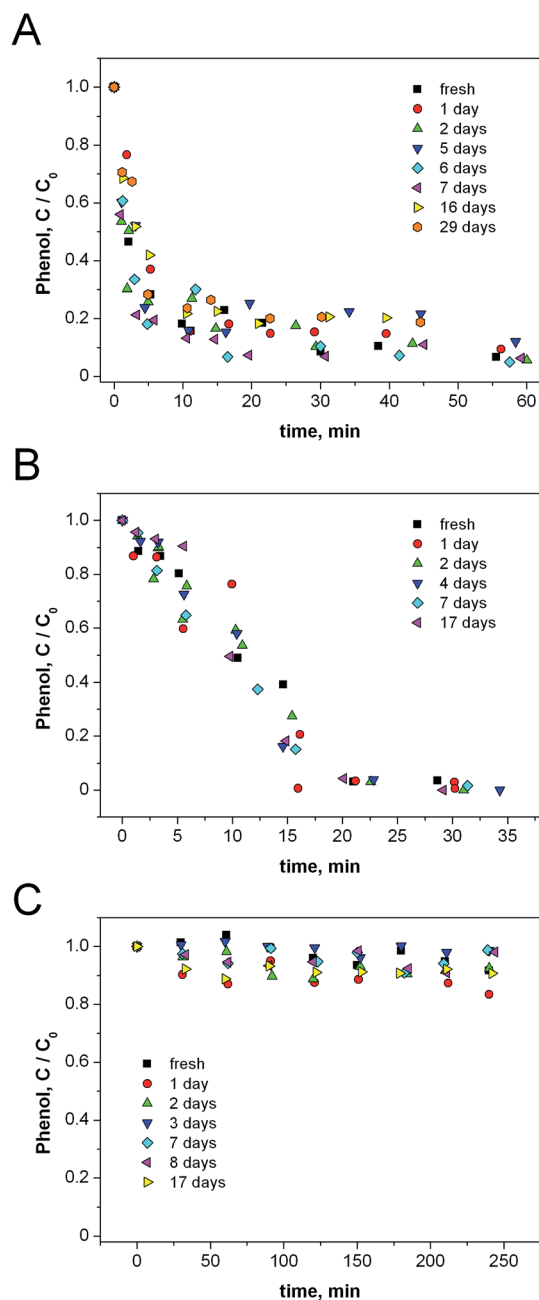 A
Phenol, C / C0
1.0
0.8
0.6
0.4
0.2
0
fresh
1 day
2 days
5 days
6 days
7 days
16 days
29 days
0 10 20 30 40 50 60
time, min
B
Phenol, C / C0
1.0
0.8
0.6
0.4
0.2
0
fresh
1 day
2 days
4 days
7 days
17 days
0 5 10 15 20 25 30 35
time, min
C
Phenol, C / C0
1.0
0.8
0.6
0.4
0.2
0
fresh
1 day
2 days
3 days
7 days
8 days
17 days
0 50 100 150 200 250
time, min